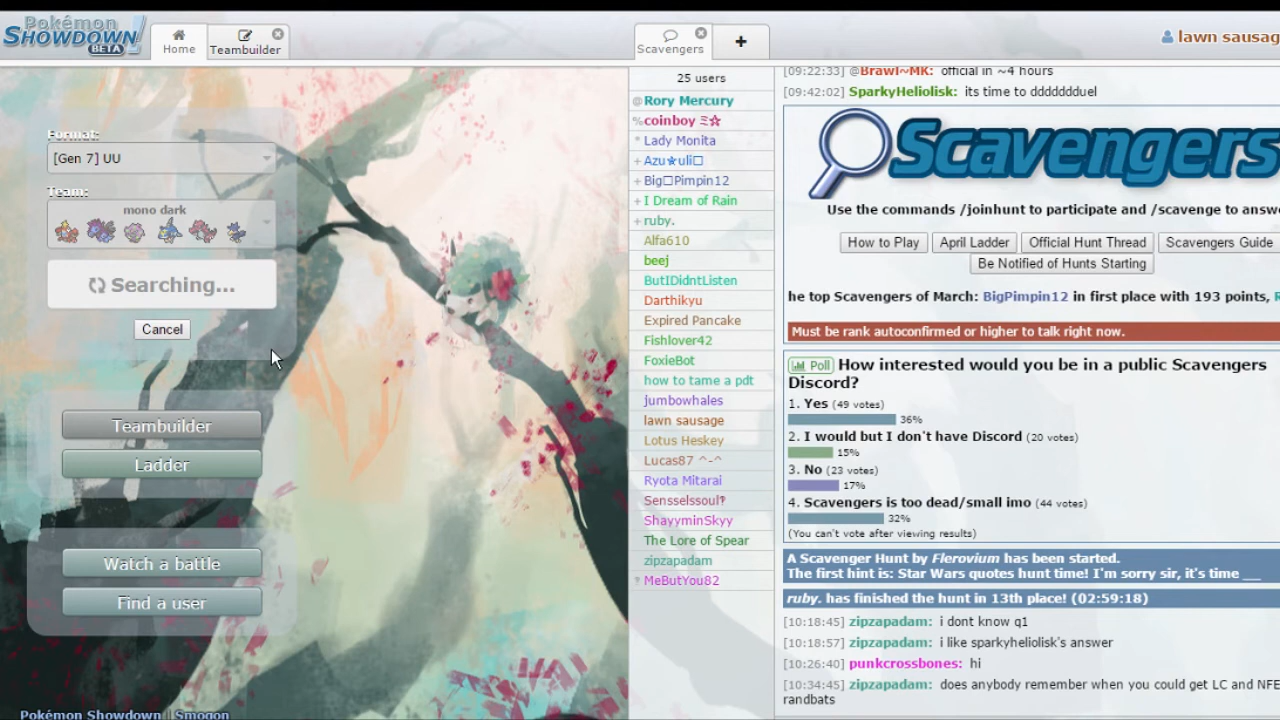 Pokémon
SHOWDOWN!
BETA
Home
Teambuilder
Scavengers
+
lawn sausag
Format:
[Gen 7] UU
Team:
mono dark
Searching...
Cancel
Teambuilder
Ladder
Watch a battle
Find a user
Pokémon Showdown | Smogon
25 users
@Rory Mercury
%coinboy ミ☆
* Lady Monita
+ Azu★uli□
+ Big□Pimpin12
+ I Dream of Rain
+ ruby.
Alfa610
beej
ButIDidntListen
Darthikyu
Expired Pancake
Fishlover42
FoxieBot
how to tame a pdt
jumbowhales
lawn sausage
Lotus Heskey
Lucas87 ^-^
Ryota Mitarai
ShayyminSkyy
The Lore of Spear
zipzapadam
MeButYou82
[09:22:33] @Brawl~MK: official in ~4 hours
[09:42:02] SparkyHeliolisk: its time to ddddddduel
Scavengers
Use the commands /joinhunt to participate and /scavenge to answe
How to Play April Ladder Official Hunt Thread Scavengers Guide
Be Notified of Hunts Starting
he top Scavengers of March: BigPimpin12 in first place with 193 points, R
Must be rank autoconfirmed or higher to talk right now.
Poll How interested would you be in a public Scavengers
Discord?
1. Yes (49 votes)
36%
2. I would but I don't have Discord (20 votes)
15%
3. No (23 votes)
17%
4. Scavengers is too dead/small imo (44 votes)
32%
(You can't vote after viewing results)
A Scavenger Hunt by Flerovium has been started.
The first hint is: Star Wars quotes hunt time! I'm sorry sir, it's time ___
ruby. has finished the hunt in 13th place! (02:59:18)
[10:18:45] zipzapadam: i dont know q1
[10:18:57] zipzapadam: i like sparkyheliolisk's answer
[10:26:40] punkcrossbones: hi
[10:34:45] zipzapadam: does anybody remember when you could get LC and NFE
randbats